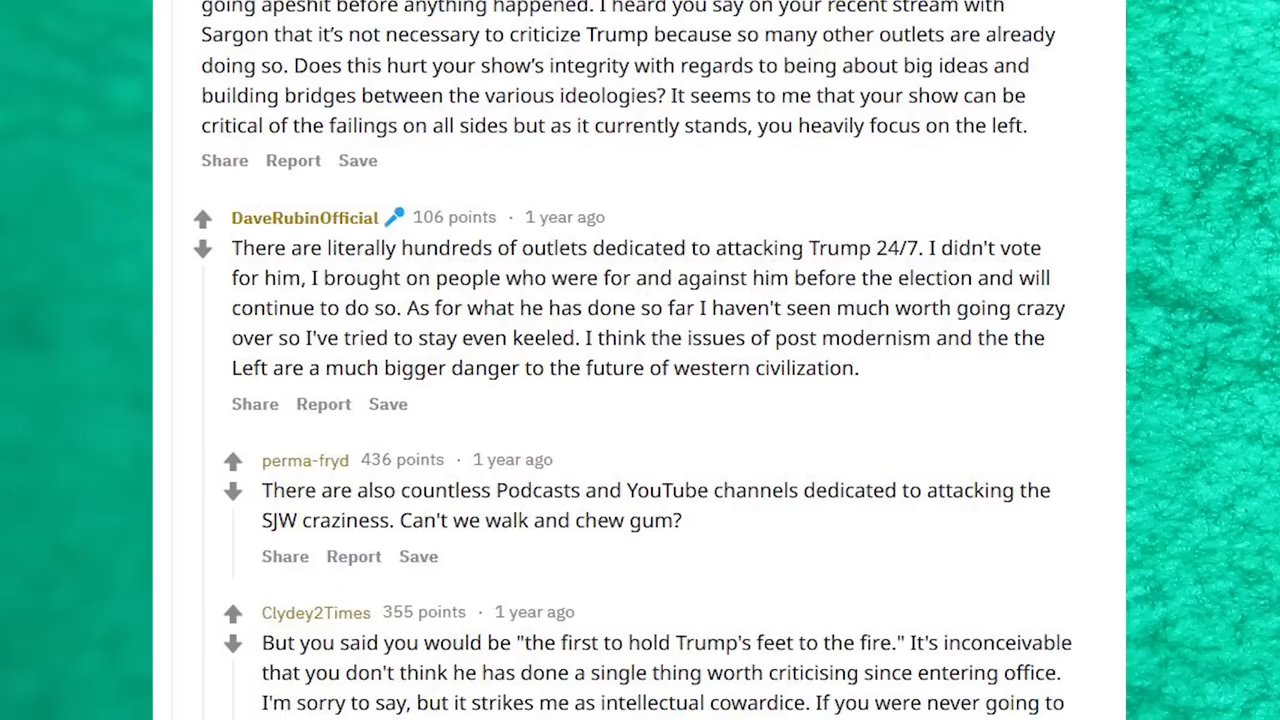 going apeshit before anything happened. I heard you say on your recent stream with
Sargon that it’s not necessary to criticize Trump because so many other outlets are already
doing so. Does this hurt your show’s integrity with regards to being about big ideas and
building bridges between the various ideologies? It seems to me that your show can be
critical of the failings on all sides but as it currently stands, you heavily focus on the left.
Share Report Save
DaveRubinOfficial 106 points · 1 year ago
There are literally hundreds of outlets dedicated to attacking Trump 24/7. I didn't vote
for him, I brought on people who were for and against him before the election and will
continue to do so. As for what he has done so far I haven't seen much worth going crazy
over so I've tried to stay even keeled. I think the issues of post modernism and the the
Left are a much bigger danger to the future of western civilization.
Share Report Save
perma-fryd 436 points · 1 year ago
There are also countless Podcasts and YouTube channels dedicated to attacking the
SJW craziness. Can't we walk and chew gum?
Share Report Save
Clydey2Times 355 points · 1 year ago
But you said you would be "the first to hold Trump's feet to the fire." It's inconceivable
that you don't think he has done a single thing worth criticising since entering office.
I'm sorry to say, but it strikes me as intellectual cowardice. If you were never going to